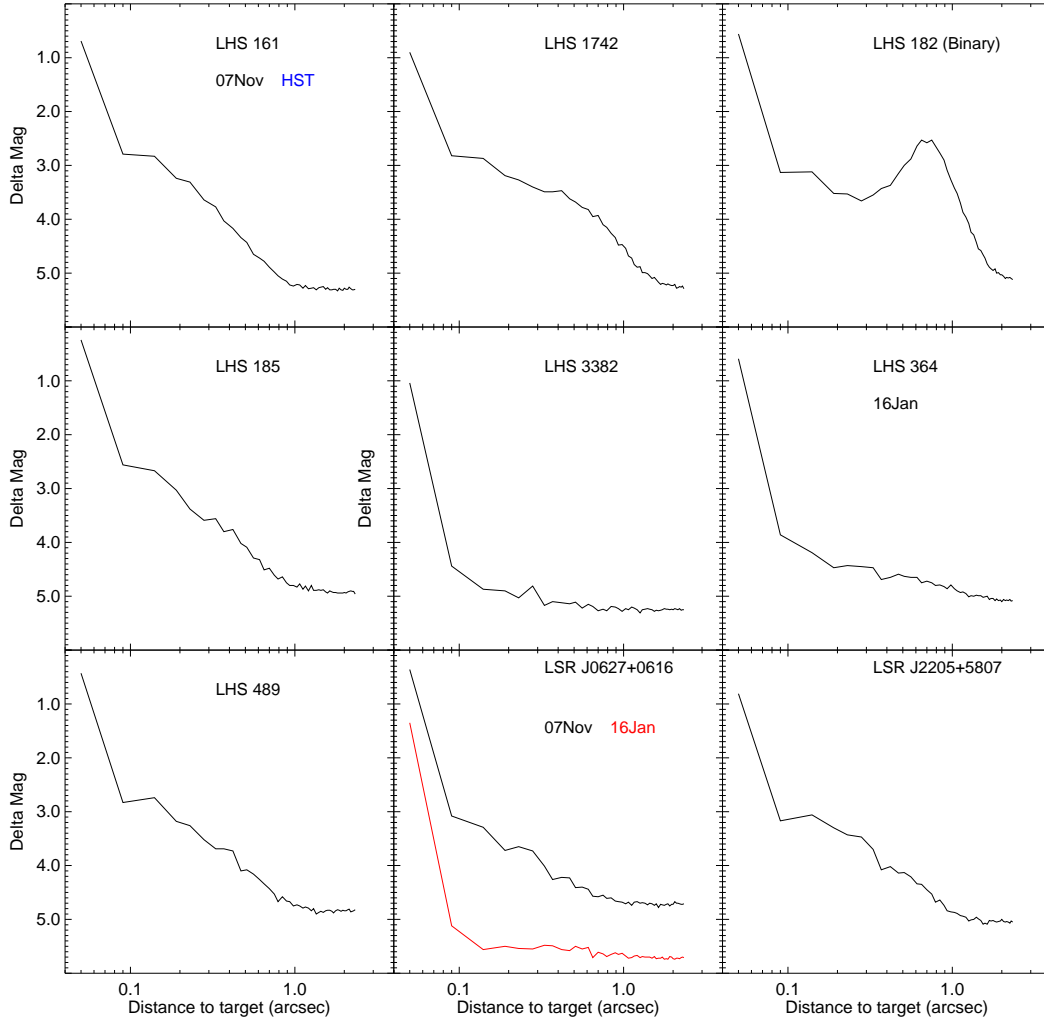 LHS 161
07Nov HST
LHS 1742
LHS 182 (Binary)
1.0
2.0
3.0
4.0
5.0
Delta Mag
LHS 185
LHS 3382
LHS 364
16Jan
1.0
2.0
3.0
4.0
5.0
Delta Mag
Delta Mag
LHS 489
LSR J0627+0616
07Nov 16Jan
LSR J2205+5807
1.0
2.0
3.0
4.0
5.0
Delta Mag
0.1 1.0
0.1 1.0
0.1 1.0
Distance to target (arcsec)
Distance to target (arcsec)
Distance to target (arcsec)